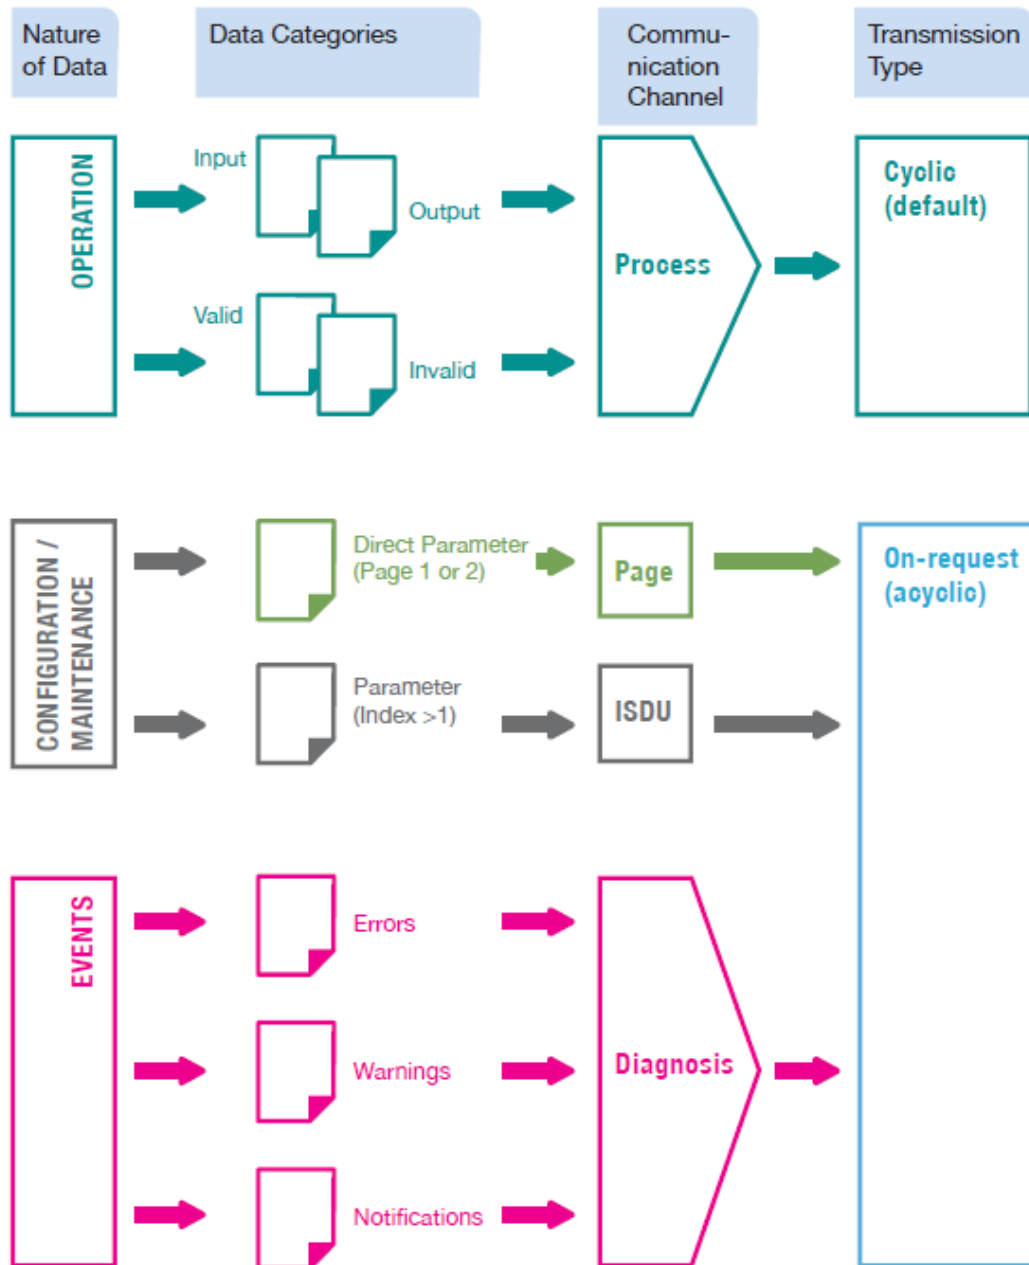 Nature
of Data
Data Categories
Commu-
nication
Channel
Transmission
Type
OPERATION
Input
Output
Valid
Invalid
Process
Cyclic
(default)
CONFIGURATION /
MAINTENANCE
Direct Parameter
(Page 1 or 2)
Page
On-request
(acyclic)
Parameter
(Index >1)
ISDU
EVENTS
Errors
Warnings
Notifications
Diagnosis